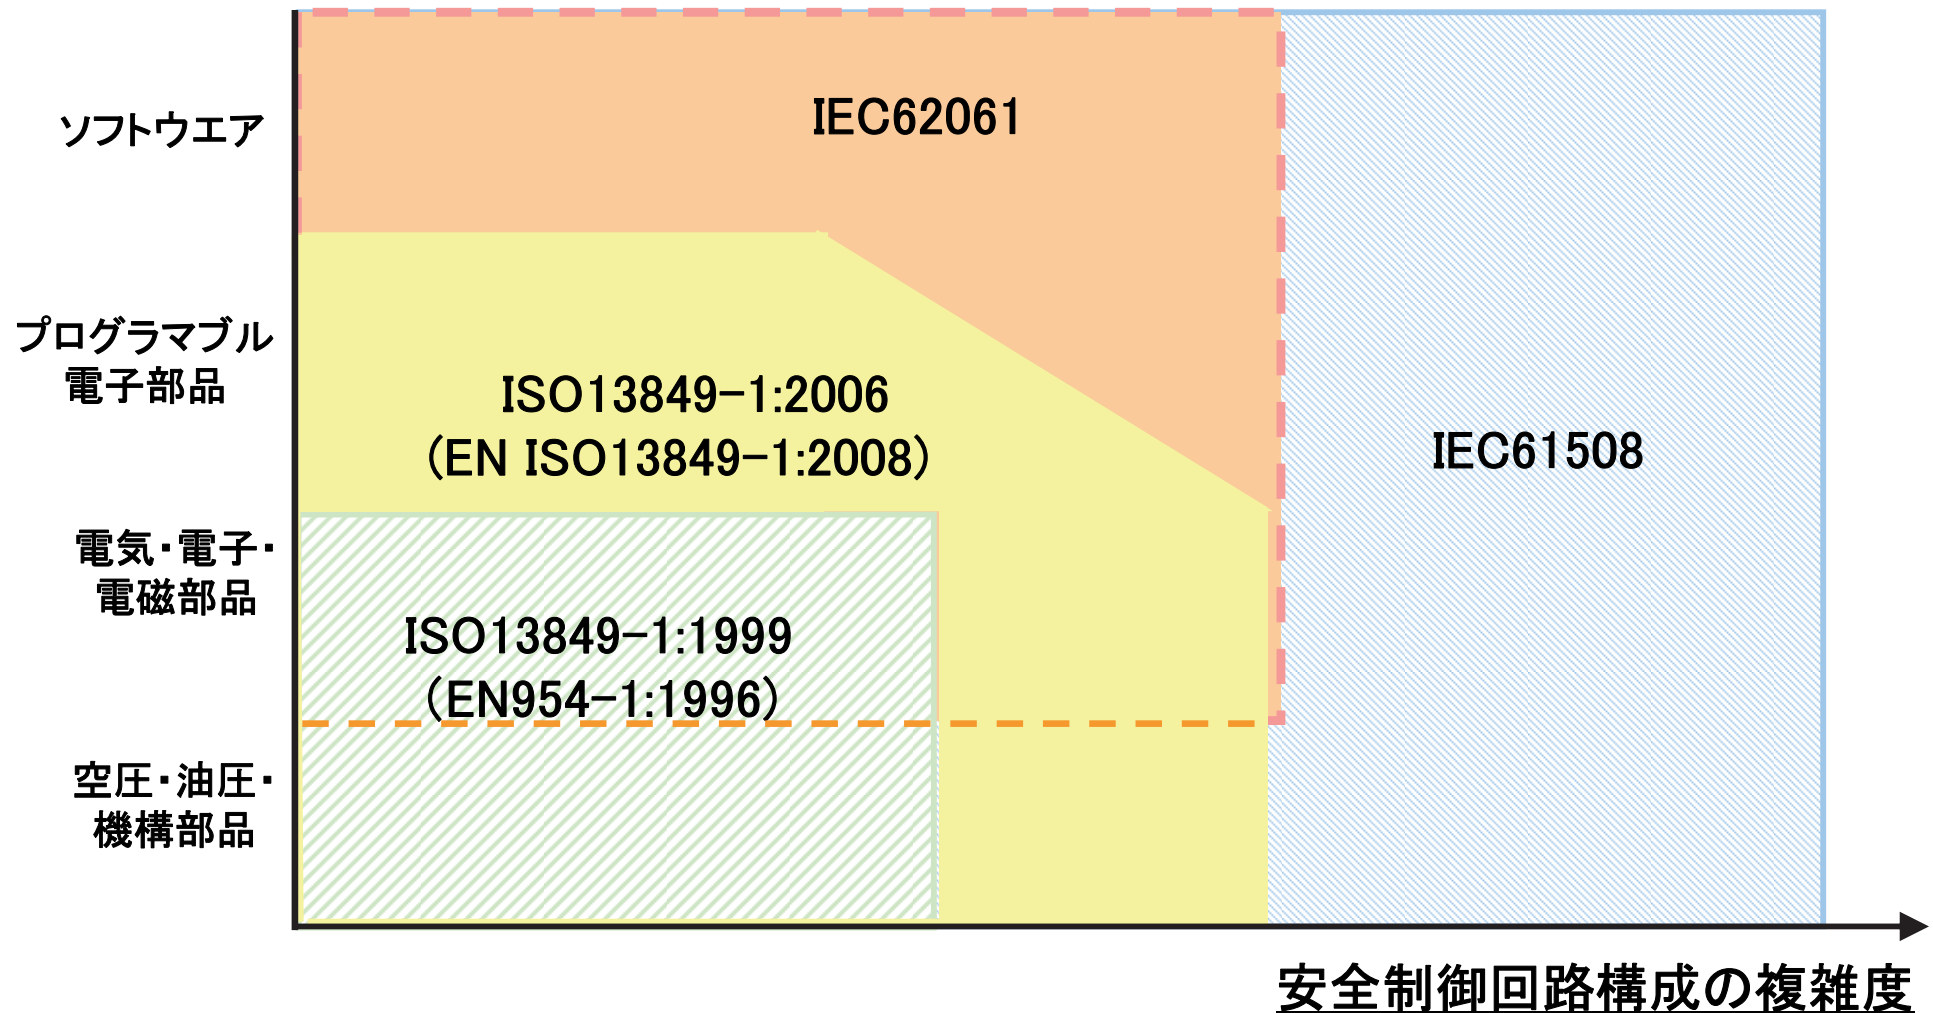 ソフトウエア
IEC62061
プログラマブル
電子部品
ISO13849-1:2006
(EN ISO13849-1:2008)
IEC61508
電気・電子・
電磁部品
ISO13849-1:1999
(EN954-1:1996)
空圧・油圧・
機構部品
安全制御回路構成の複雑度